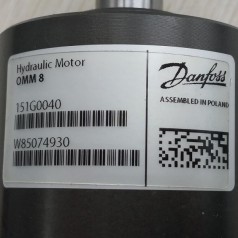 Hydraulic Motor
OMM 8
151G0040
W85074930
Danfoss
ASSEMBLED IN POLAND